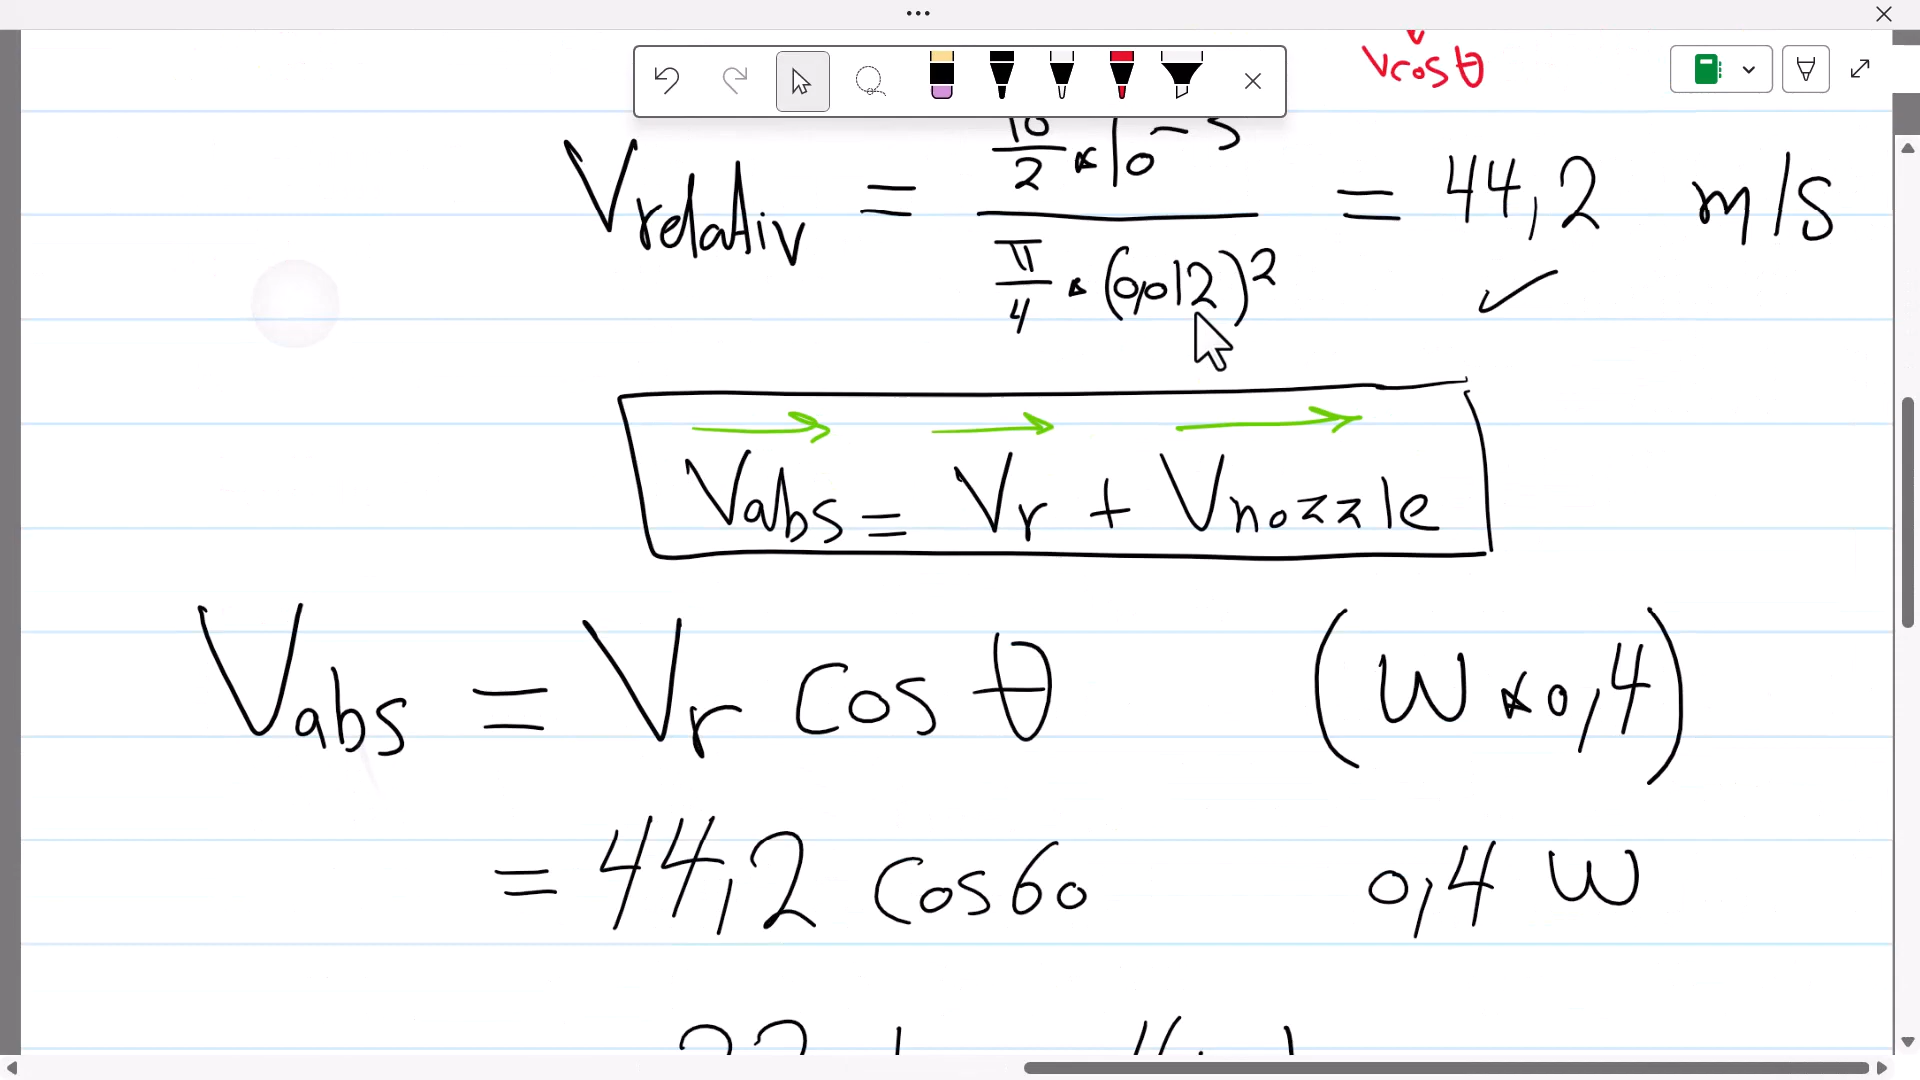 Vcosθ
Vrelativ = 10/2 * 10^-3 / π/4 * (0,012)^2 = 44,2 m/s
Vabs = Vr + Vnozzle
Vabs = Vr cos θ (W * 0,4)
= 44,2 cos60 0,4 W